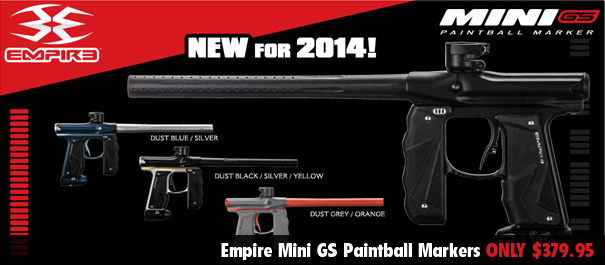 EMPIRE
NEW FOR 2014!
MINI GS
PAINTBALL MARKER
DUST BLUE / SILVER
DUST BLACK / SILVER / YELLOW
DUST GREY / ORANGE
EMPIRE
Empire Mini GS Paintball Markers ONLY $379.95